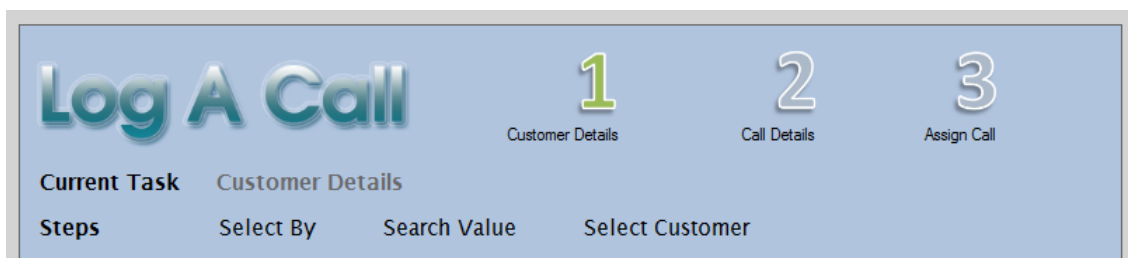 Log A Call
1 2 3
Customer Details Call Details Assign Call
Current Task Customer Details
Steps Select By Search Value Select Customer